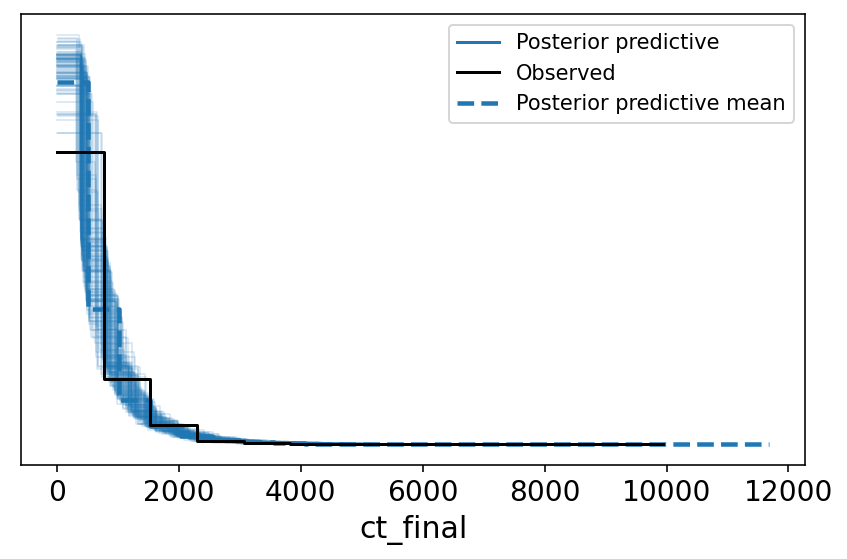 Posterior predictive
Observed
Posterior predictive mean
0 2000 4000 6000 8000 10000 12000
ct_final